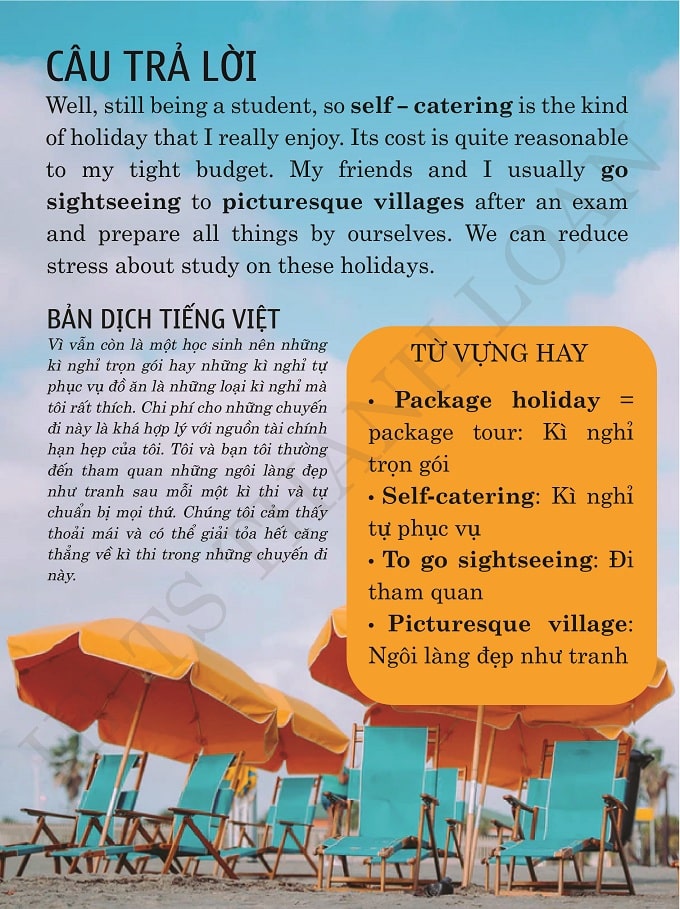 CÂU TRẢ LỜI
Well, still being a student, so self – catering is the kind
of holiday that I really enjoy. Its cost is quite reasonable
to my tight budget. My friends and I usually go
sightseeing to picturesque villages after an exam
and prepare all things by ourselves. We can reduce
stress about study on these holidays.
BẢN DỊCH TIẾNG VIỆT
Vì vẫn còn là một học sinh nên những
kì nghỉ trọn gói hay những kì nghỉ tự
phục vụ đồ ăn là những loại kì nghỉ mà
tôi rất thích. Chi phí cho những chuyến
đi này là khá hợp lý với nguồn tài chính
hạn hẹp của tôi. Tôi và bạn tôi thường
đến tham quan những ngôi làng đẹp
như tranh sau mỗi một kì thi và tự
chuẩn bị mọi thứ. Chúng tôi cảm thấy
thoải mái và có thể giải tỏa hết căng
thẳng về kì thi trong những chuyến đi
này.
TỪ VỰNG HAY
• Package holiday =
package tour: Kì nghỉ
trọn gói
• Self-catering: Kì nghỉ
tự phục vụ
• To go sightseeing: Đi
tham quan
• Picturesque village:
Ngôi làng đẹp như tranh
IELTS THANH LOAN